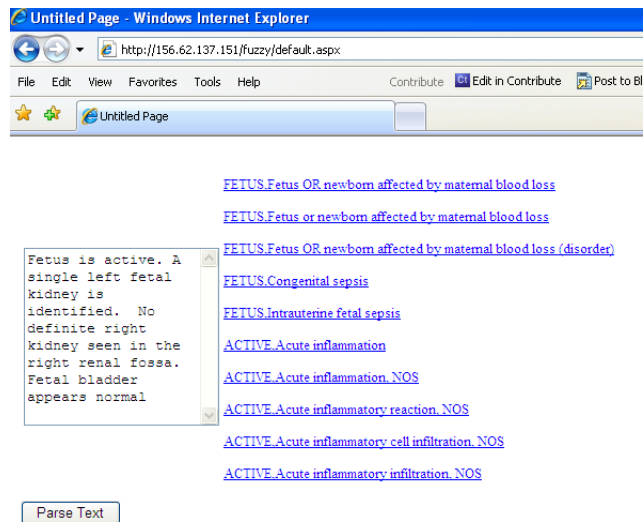 Untitled Page - Windows Internet Explorer
http://156.62.137.151/fuzzy/default.aspx
File Edit View Favorites Tools Help Contribute Edit in Contribute Post to Bl
Untitled Page
FETUS.Fetus OR newborn affected by maternal blood loss
FETUS.Fetus or newborn affected by maternal blood loss
FETUS.Fetus OR newborn affected by maternal blood loss (disorder)
FETUS.Congenital sepsis
FETUS.Intrauterine fetal sepsis
ACTIVE.Acute inflammation
ACTIVE.Acute inflammation, NOS
ACTIVE.Acute inflammatory reaction, NOS
ACTIVE.Acute inflammatory cell infiltration, NOS
ACTIVE.Acute inflammatory infiltration, NOS
Fetus is active. A
single left fetal
kidney is
identified.  No
definite right
kidney seen in the
right renal fossa.
Fetal bladder
appears normal
Parse Text